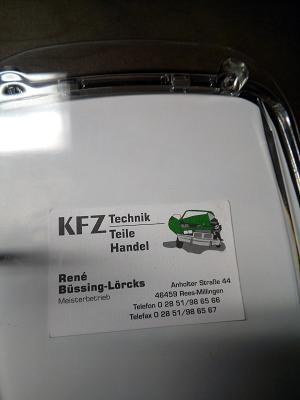 KFZ Technik
Teile
Handel
René
Büssing-Lörcks
Meisterbetrieb
Anholter Straße 44
46459 Rees-Millingen
Telefon 0 28 51/98 65 66
Telefax 0 28 51/98 65 67